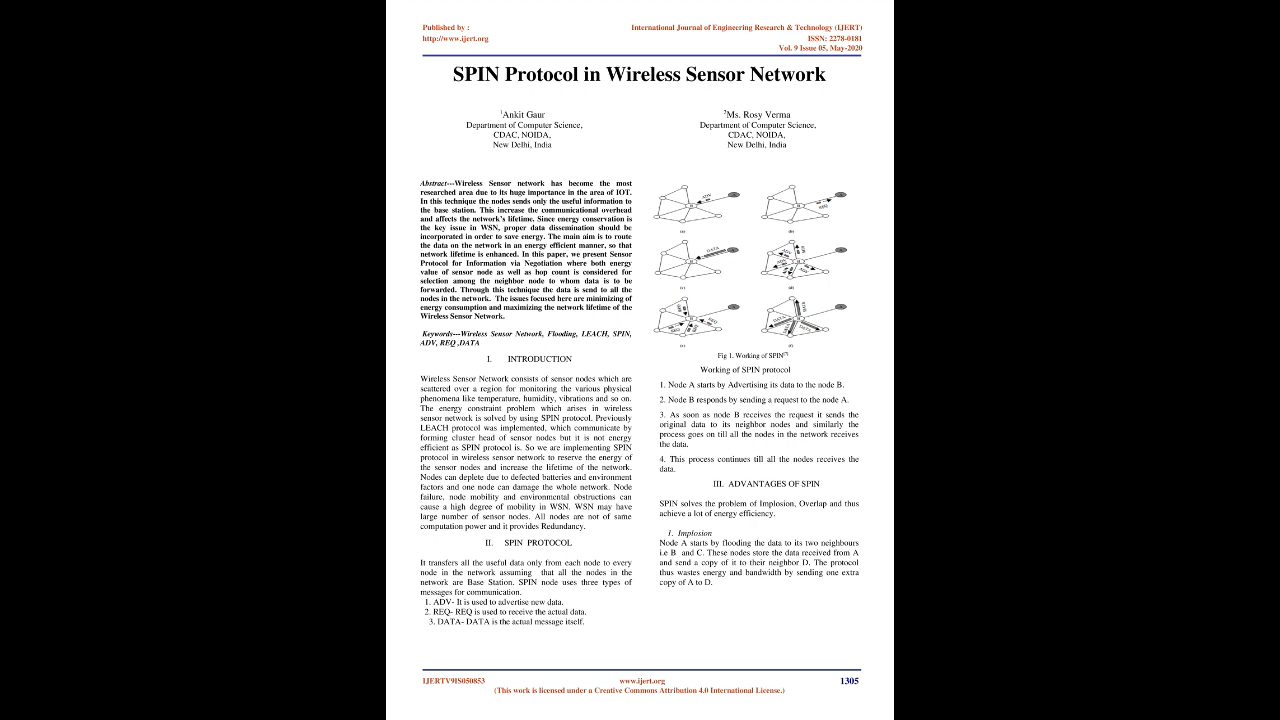 Published by :
http://www.ijert.org
International Journal of Engineering Research & Technology (IJERT)
ISSN: 2278-0181
Vol. 9 Issue 05, May-2020
SPIN Protocol in Wireless Sensor Network
1Ankit Gaur
Department of Computer Science,
CDAC, NOIDA,
New Delhi, India
2Ms. Rosy Verma
Department of Computer Science,
CDAC, NOIDA,
New Delhi, India
Abstract---Wireless Sensor network has become the most
researched area due to its huge importance in the area of IOT.
In this technique the nodes sends only the useful information to
the base station. This increase the communicational overhead
and affects the network's lifetime. Since energy conservation is
the key issue in WSN, proper data dissemination should be
incorporated in order to save energy. The main aim is to route
the data on the network in an energy efficient manner, so that
network lifetime is enhanced. In this paper, we present Sensor
Protocol for Information via Negotiation where both energy
value of sensor node as well as hop count is considered for
selection among the neighbor node to whom data is to be
forwarded. Through this technique the data is send to all the
nodes in the network. The issues focused here are minimizing of
energy consumption and maximizing the network lifetime of the
Wireless Sensor Network.
Keywords---Wireless Sensor Network, Flooding, LEACH, SPIN,
ADV, REQ ,DATA
I. INTRODUCTION
Wireless Sensor Network consists of sensor nodes which are
scattered over a region for monitoring the various physical
phenomena like temperature, humidity, vibrations and so on.
The energy constraint problem which arises in wireless
sensor network is solved by using SPIN protocol. Previously
LEACH protocol was implemented, which communicate by
forming cluster head of sensor nodes but it is not energy
efficient as SPIN protocol is. So we are implementing SPIN
protocol in wireless sensor network to reserve the energy of
the sensor nodes and increase the lifetime of the network.
Nodes can deplete due to defected batteries and environment
factors and one node can damage the whole network. Node
failure, node mobility and environmental obstructions can
cause a high degree of mobility in WSN. WSN may have
large number of sensor nodes. All nodes are not of same
computation power and it provides Redundancy.
II. SPIN PROTOCOL
It transfers all the useful data only from each node to every
node in the network assuming that all the nodes in the
network are Base Station. SPIN node uses three types of
messages for communication.
1. ADV- It is used to advertise new data.
2. REQ- REQ is used to receive the actual data.
3. DATA- DATA is the actual message itself.
ADV
REQ
(a)
(b)
DATA
ADV
ADV
(c)
(d)
REQ
REQ
DATA
DATA
(e)
(f)
Fig 1. Working of SPIN[7]
Working of SPIN protocol
1. Node A starts by Advertising its data to the node B.
2. Node B responds by sending a request to the node A.
3. As soon as node B receives the request it sends the
original data to its neighbor nodes and similarly the
process goes on till all the nodes in the network receives
the data.
4. This process continues till all the nodes receives the
data.
III. ADVANTAGES OF SPIN
SPIN solves the problem of Implosion, Overlap and thus
achieve a lot of energy efficiency.
1. Implosion
Node A starts by flooding the data to its two neighbours
i.e B and C. These nodes store the data received from A
and send a copy of it to their neighbor D. The protocol
thus wastes energy and bandwidth by sending one extra
copy of A to D.
IJERTV9IS050853
www.ijert.org
1305
(This work is licensed under a Creative Commons Attribution 4.0 International License.)